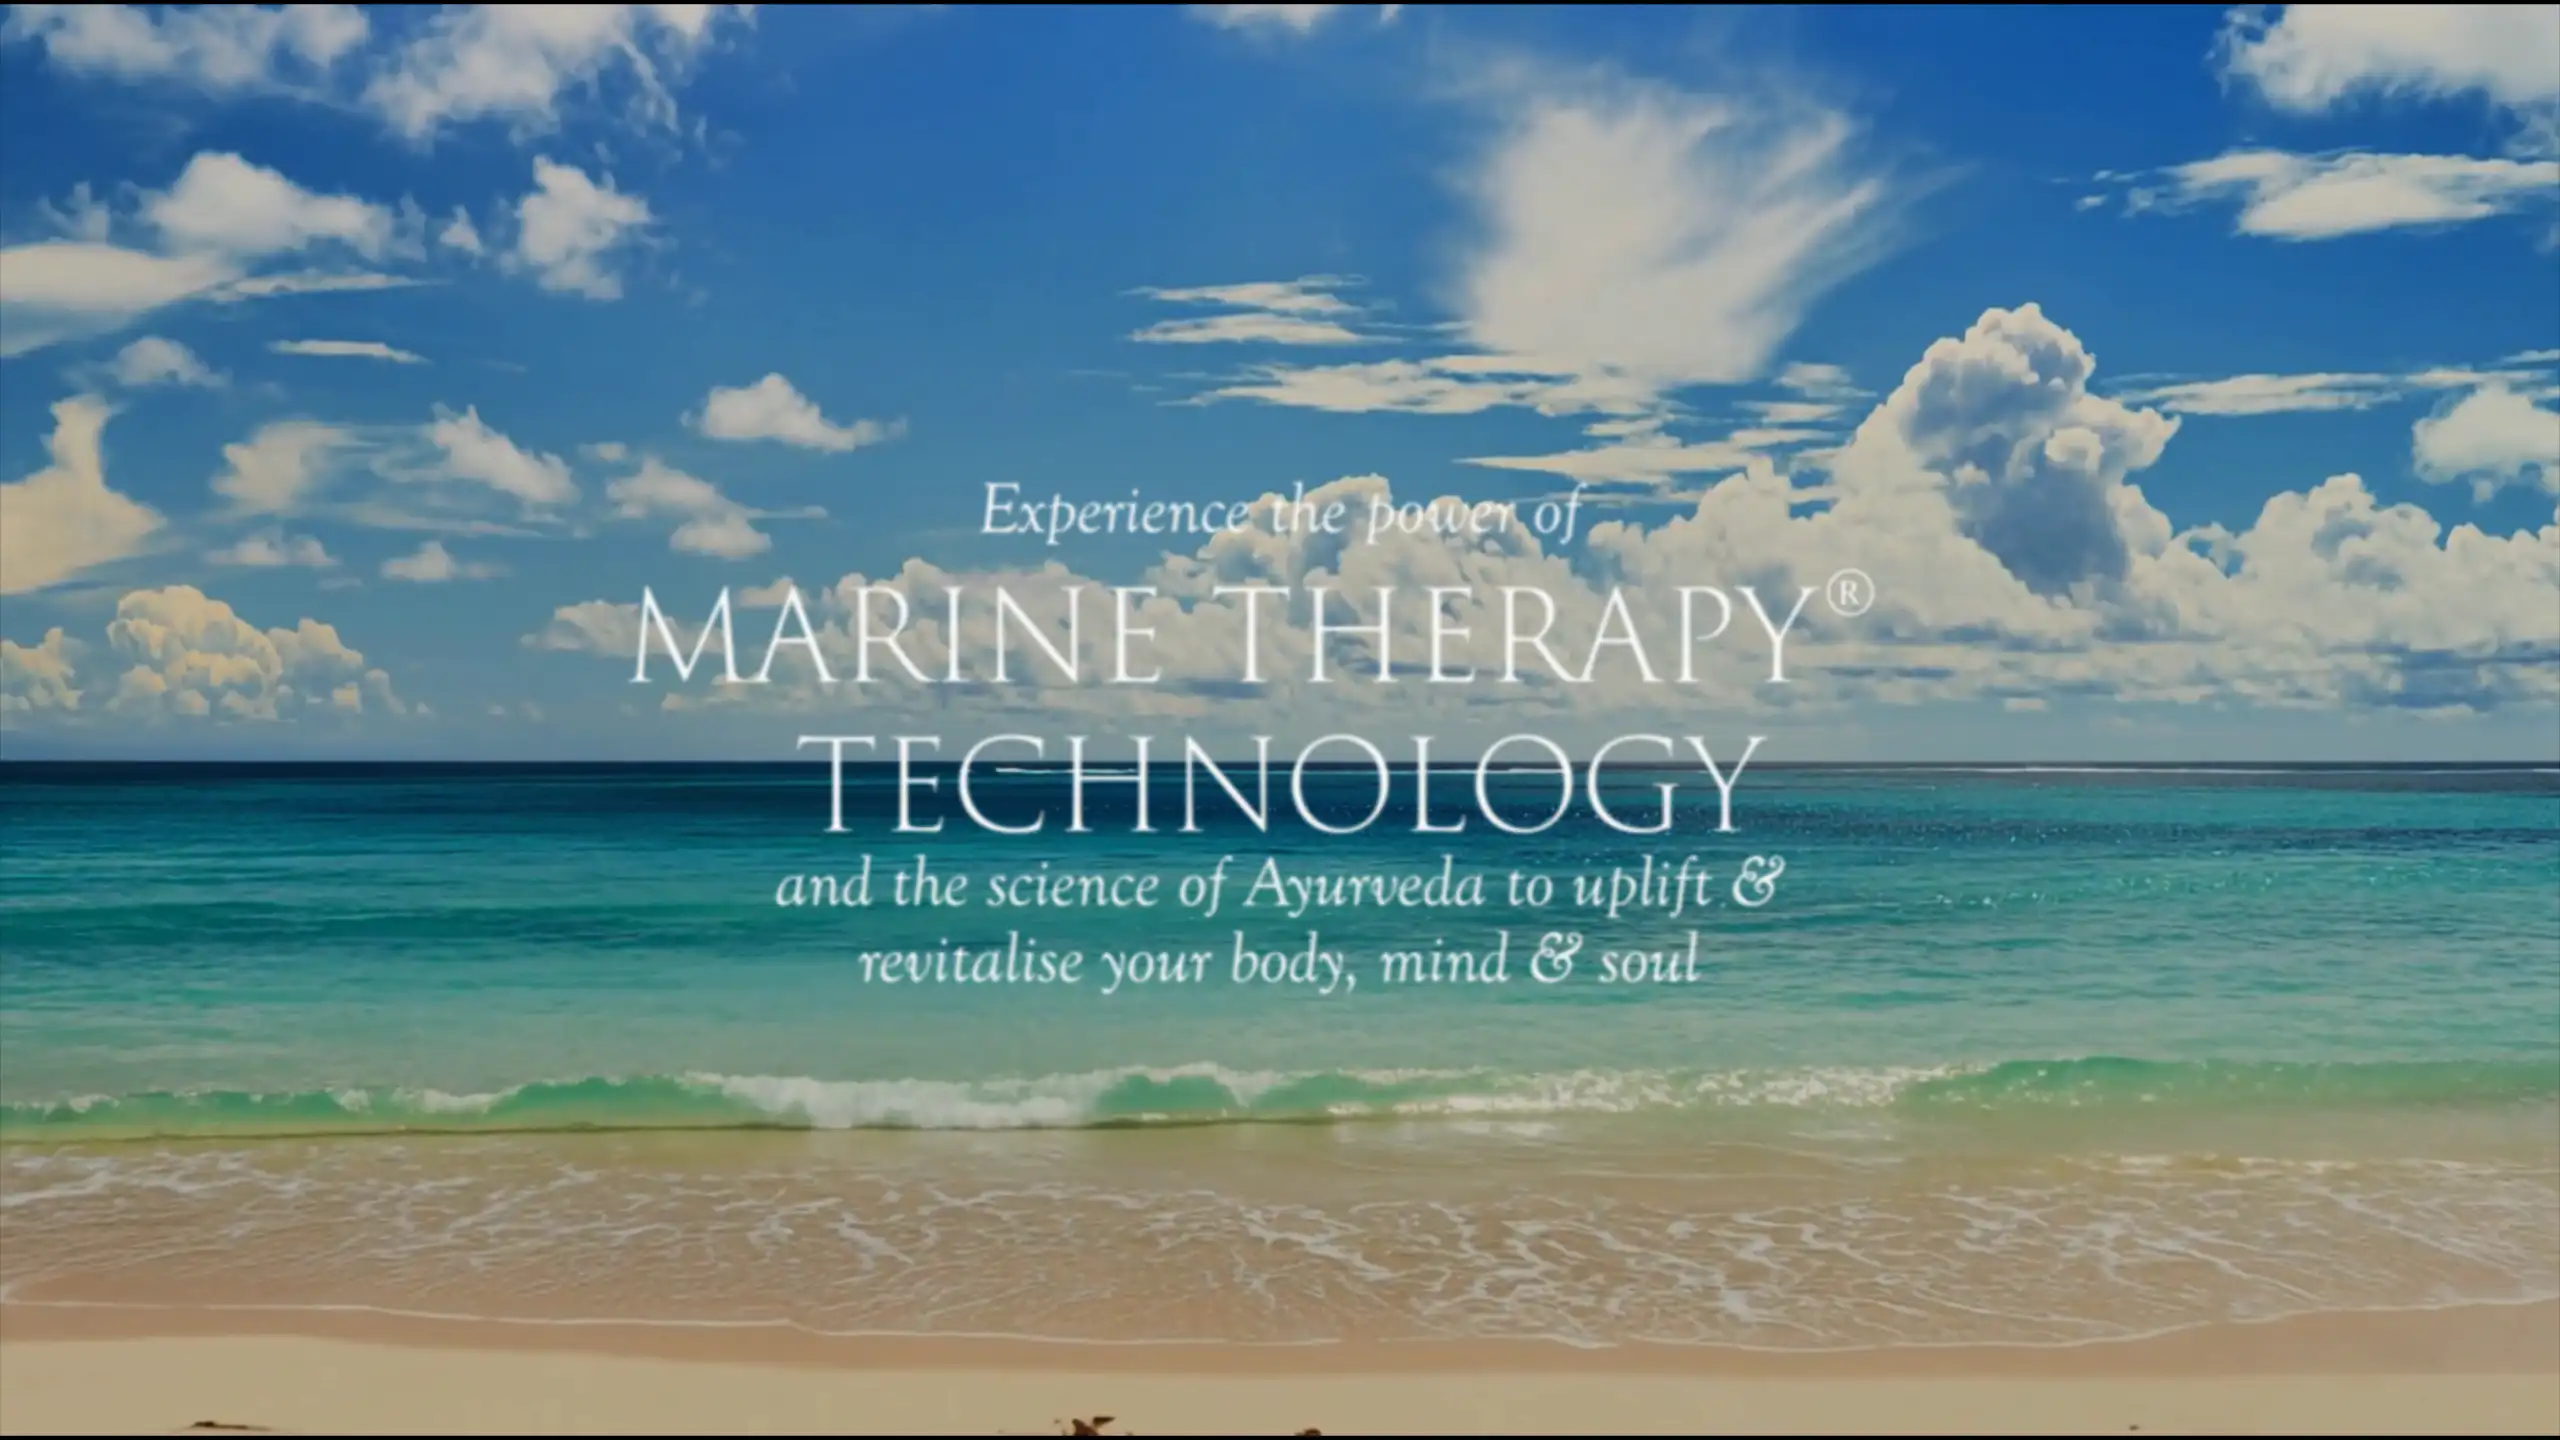 Experience the power of
MARINE THERAPY®
TECHNOLOGY
and the science of Ayurveda to uplift &
revitalise your body, mind & soul